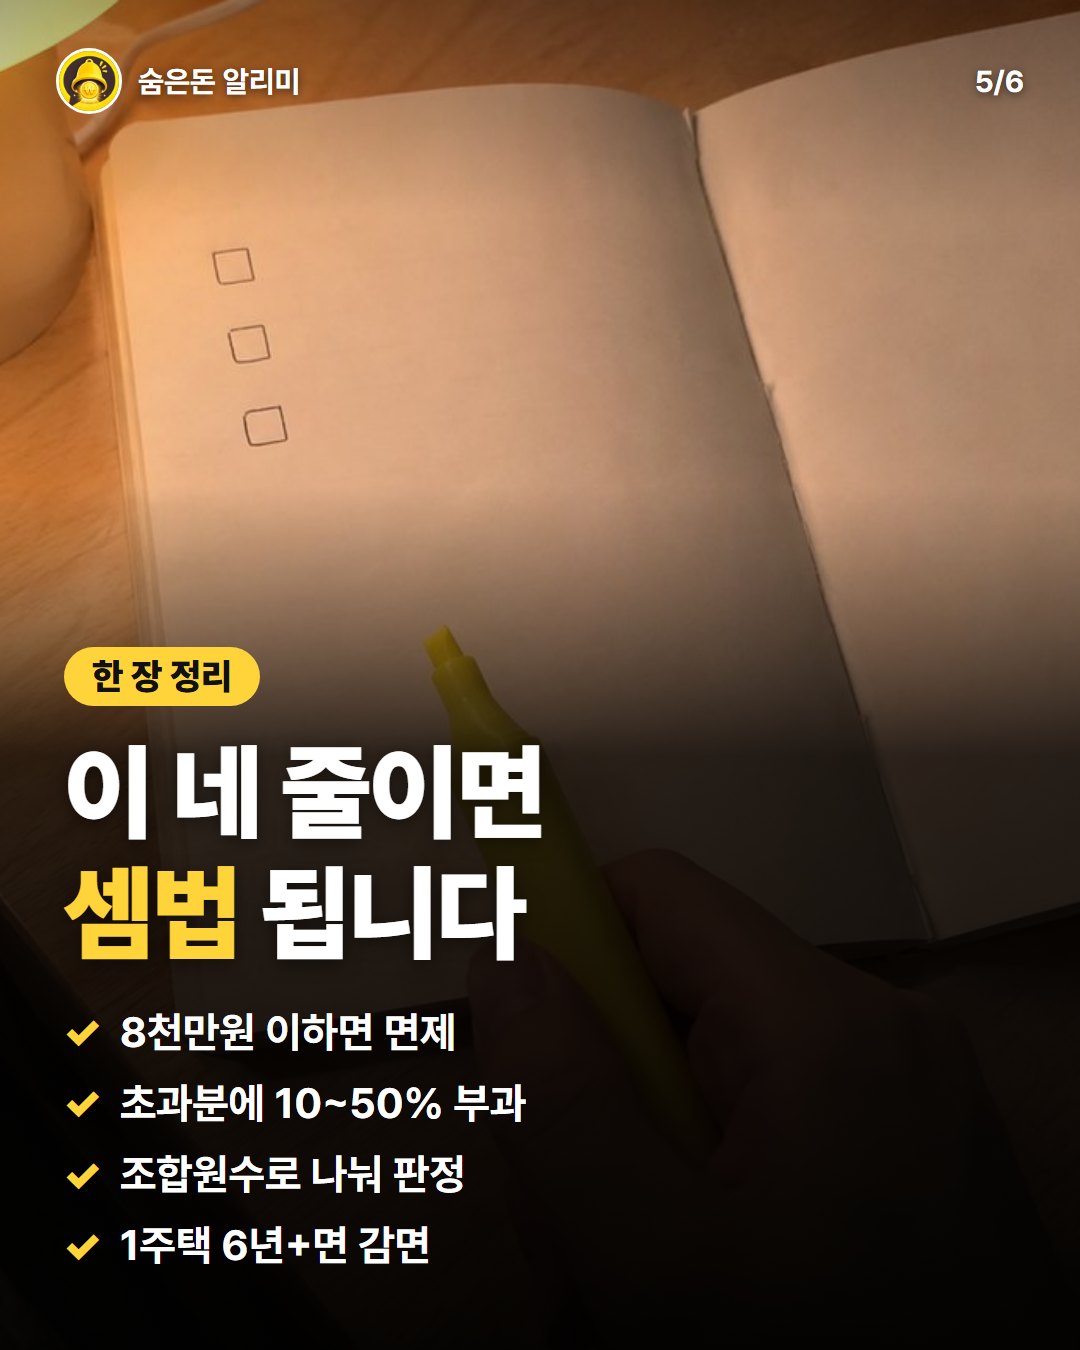 숨은돈 알리미
5/6
한 장 정리
이 네 줄이면
셈법 됩니다
8천만원 이하면 면제
초과분에 10~50% 부과
조합원수로 나눠 판정
1주택 6년+면 감면